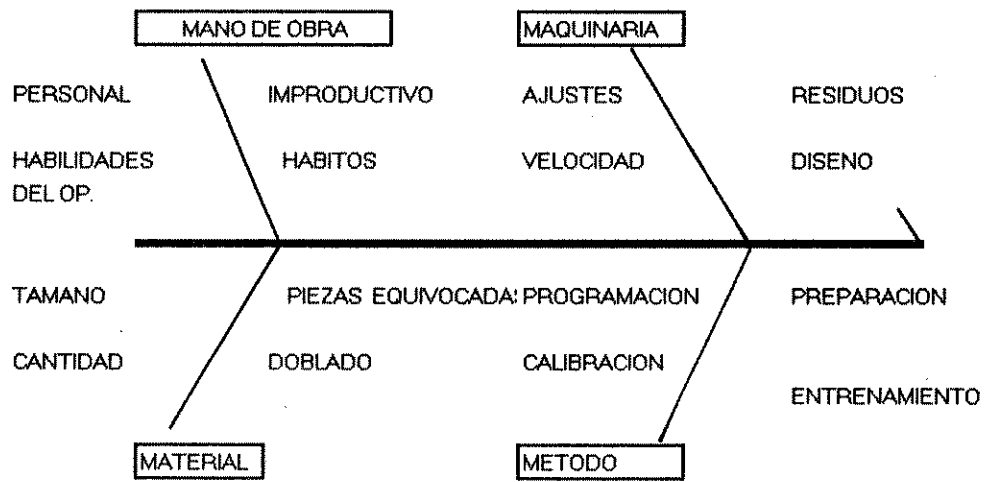 MANO DE OBRA
MAQUINARIA
PERSONAL
IMPRODUCTIVO
AJUSTES
RESIDUOS
HABILIDADES
DEL OP.
HABITOS
VELOCIDAD
DISENO
TAMANO
PIEZAS EQUIVOCADAS
PROGRAMACION
PREPARACION
CANTIDAD
DOBLADO
CALIBRACION
ENTRENAMIENTO
MATERIAL
METODO